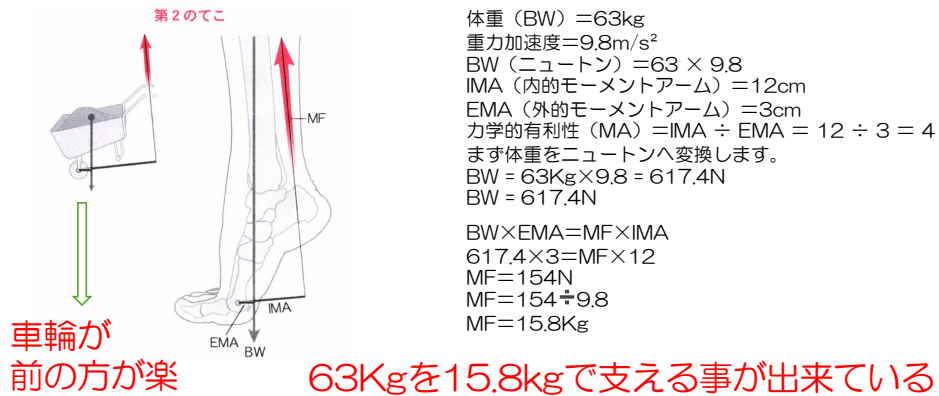 第2のてこ
MF
IMA
EMA
BW
車輪が
前の方が楽
体重（BW）＝63kg
重力加速度＝9.8m/s²
BW（ニュートン）＝63 × 9.8
IMA（内的モーメントアーム）＝12cm
EMA（外的モーメントアーム）＝3cm
力学的有利性（MA）＝IMA ÷ EMA = 12 ÷ 3 = 4
まず体重をニュートンへ変換します。
BW = 63Kg×9.8 = 617.4N
BW = 617.4N
BW×EMA＝MF×IMA
617.4×3＝MF×12
MF＝154N
MF＝154÷9.8
MF＝15.8Kg
63Kgを15.8kgで支える事が出来ている